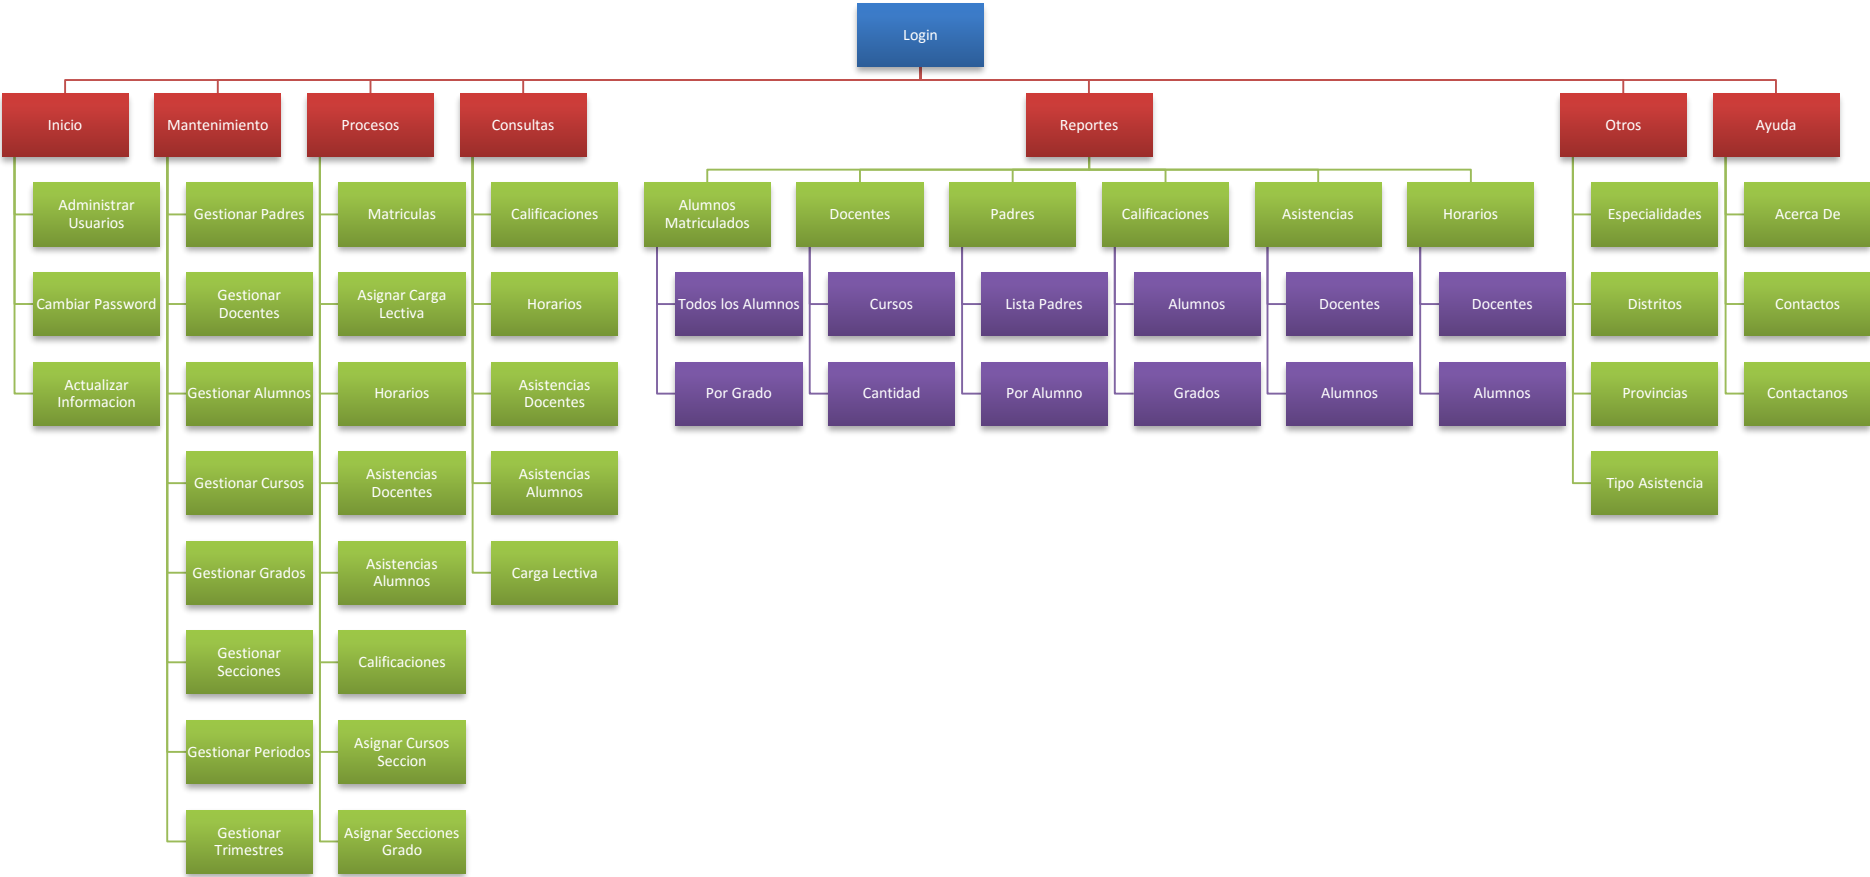 Login
Inicio
Mantenimiento
Procesos
Consultas
Reportes
Otros
Ayuda
Administrar
Usuarios
Cambiar Password
Actualizar
Informacion
Gestionar Padres
Gestionar
Docentes
Gestionar Alumnos
Gestionar Cursos
Gestionar Grados
Gestionar
Secciones
Gestionar Periodos
Gestionar
Trimestres
Matriculas
Asignar Carga
Lectiva
Horarios
Asistencias
Docentes
Asistencias
Alumnos
Calificaciones
Asignar Cursos
Seccion
Asignar Secciones
Grado
Calificaciones
Horarios
Asistencias
Docentes
Asistencias
Alumnos
Carga Lectiva
Alumnos
Matriculados
Todos los Alumnos
Por Grado
Docentes
Cursos
Cantidad
Padres
Lista Padres
Por Alumno
Calificaciones
Alumnos
Grados
Asistencias
Docentes
Alumnos
Horarios
Docentes
Alumnos
Especialidades
Distritos
Provincias
Tipo Asistencia
Acerca De
Contactos
Contactanos